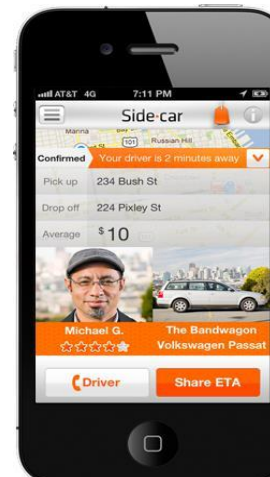 AT&T 4G 7:11 PM
Side·car
Marina
101
Russian Hill
Confirmed Your driver is 2 minutes away
Pick up 234 Bush St
Drop off 224 Pixley St
Average $10
Michael G. The Bandwagon
Volkswagen Passat
Driver Share ETA